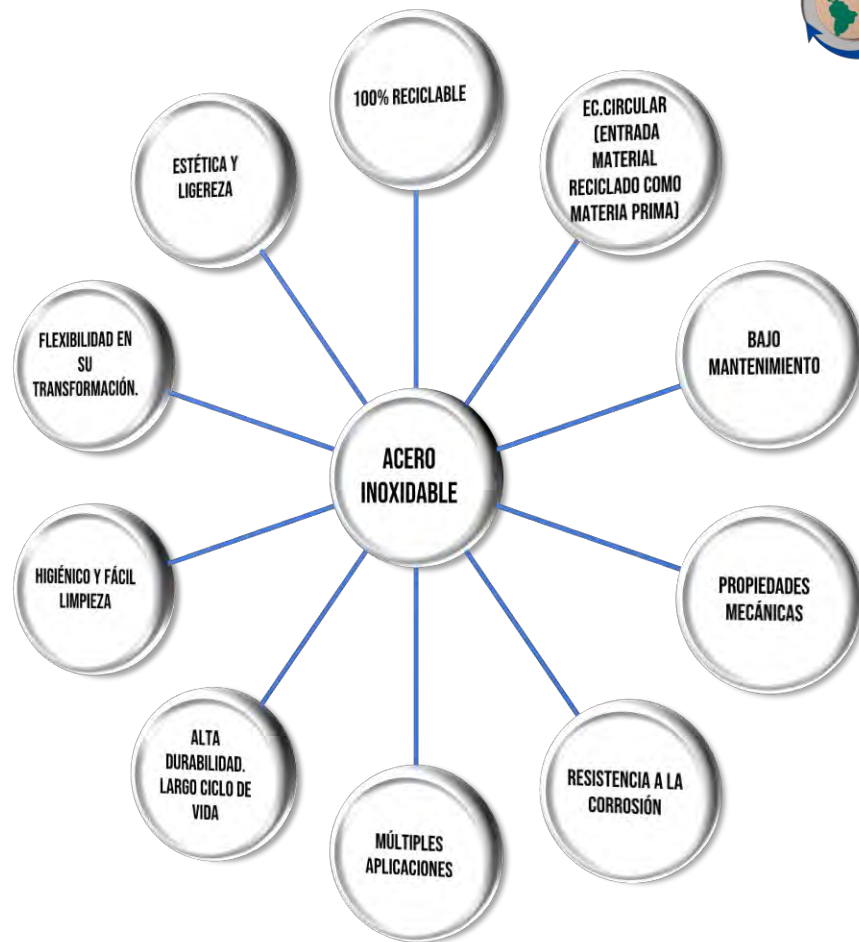 100% RECICLABLE
EC.CIRCULAR
(ENTRADA
MATERIAL
RECICLADO COMO
MATERIA PRIMA)
BAJO
MANTENIMIENTO
PROPIEDADES
MECÁNICAS
RESISTENCIA A LA
CORROSIÓN
MÚLTIPLES
APLICACIONES
ALTA
DURABILIDAD.
LARGO CICLO DE
VIDA
HIGIÉNICO Y FÁCIL
LIMPIEZA
FLEXIBILIDAD EN
SU
TRANSFORMACIÓN.
ESTÉTICA Y
LIGEREZA
ACERO
INOXIDABLE